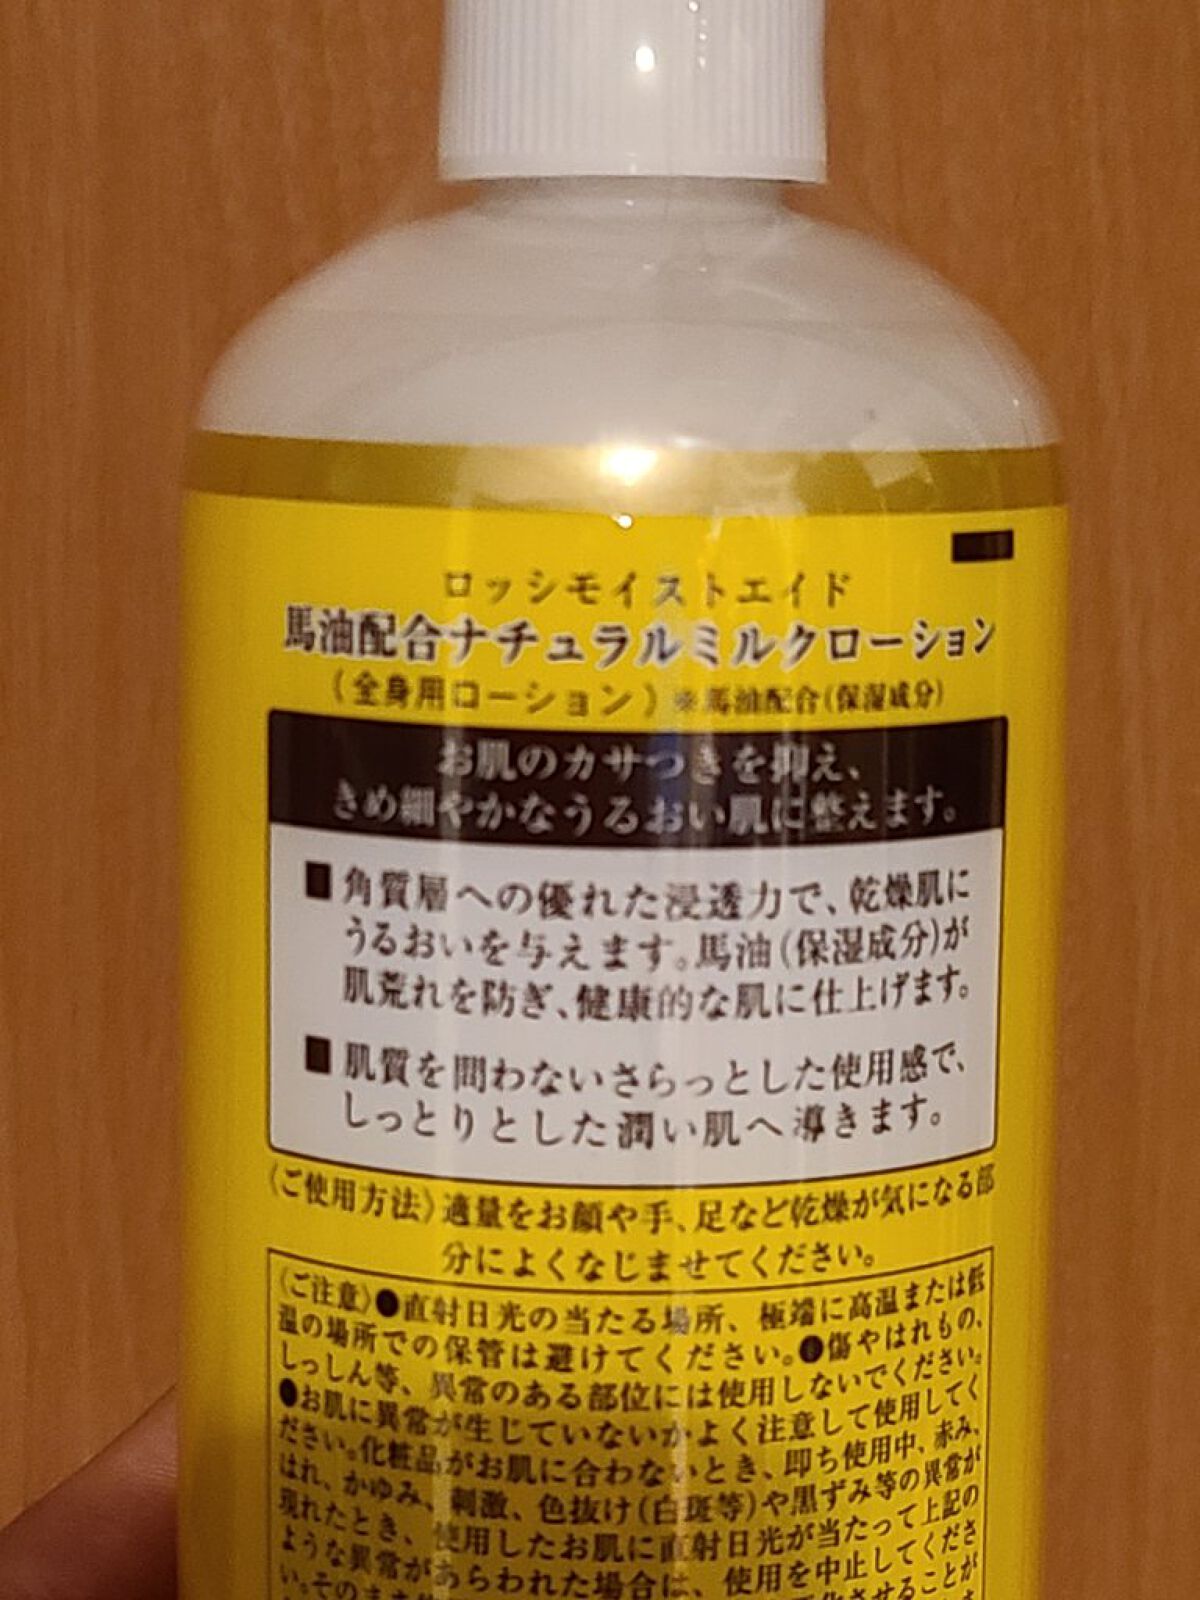 ロッシモイストエイド
馬油配合ナチュラルミルクローション
(全身用ローション)※馬油配合(保湿成分)
お肌のカサつきを抑え、
きめ細やかなうるおい肌に整えます。
■角質層への優れた浸透力で、乾燥肌に
うるおいを与えます。馬油(保湿成分)が
肌荒れを防ぎ、健康的な肌に仕上げます。
■肌質を問わないさらっとした使用感で、
しっとりとした潤い肌へ導きます。
〈ご使用方法〉適量をお顔や手、足など乾燥が気になる部
分によくなじませてください。
〈ご注意〉●直射日光の当たる場所、極端に高温または低
温の場所での保管は避けてください。●傷やはれもの、
しっしん等、異常のある部位には使用しないでください。
●お肌に異常が生じていないかよく注意して使用してく
ださい。化粧品がお肌に合わないとき、即ち使用中、赤み、
はれ、かゆみ、刺激、色抜け(白斑等)や黒ずみ等の異常が
現れたとき、使用したお肌に直射日光が当たって上記の
ような異常があらわれた場合は、使用を中止してくださ
い。そのまま